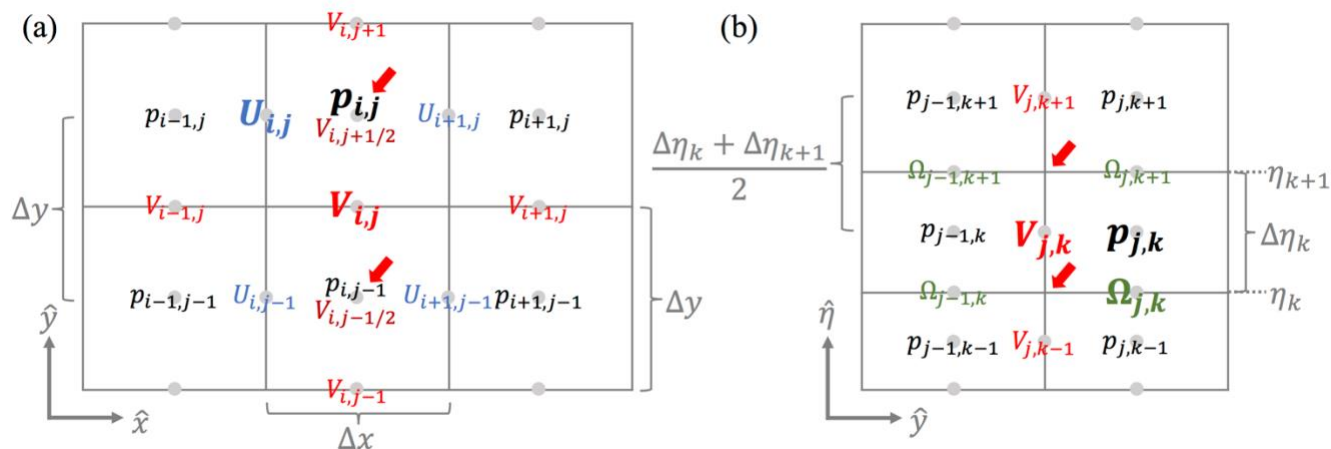 (a)
V_{i,j+1}
p_{i-1,j} U_{i,j} p_{i,j} U_{i+1,j} p_{i+1,j}
V_{i,j+1/2}
Δy
V_{i-1,j} V_{i,j} V_{i+1,j}
p_{i-1,j-1} U_{i,j-1} p_{i,j-1} U_{i+1,j-1} p_{i+1,j-1}
V_{i,j-1/2}
Δy
ŷ
V_{i,j-1}
x̂
Δx
(b)
p_{j-1,k+1} V_{j,k+1} p_{j,k+1}
Δη_k + Δη_{k+1}
2
Ω_{j-1,k+1} Ω_{j,k+1} η_{k+1}
p_{j-1,k} V_{j,k} p_{j,k} Δη_k
Ω_{j-1,k} Ω_{j,k} η_k
η̂
p_{j-1,k-1} V_{j,k-1} p_{j,k-1}
ŷ